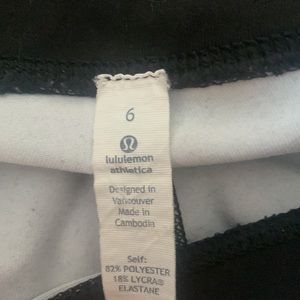 6
lululemon
athletica
Designed in
Vancouver
Made in
Cambodia
Self:
82% POLYESTER
18% LYCRA®
ELASTANE